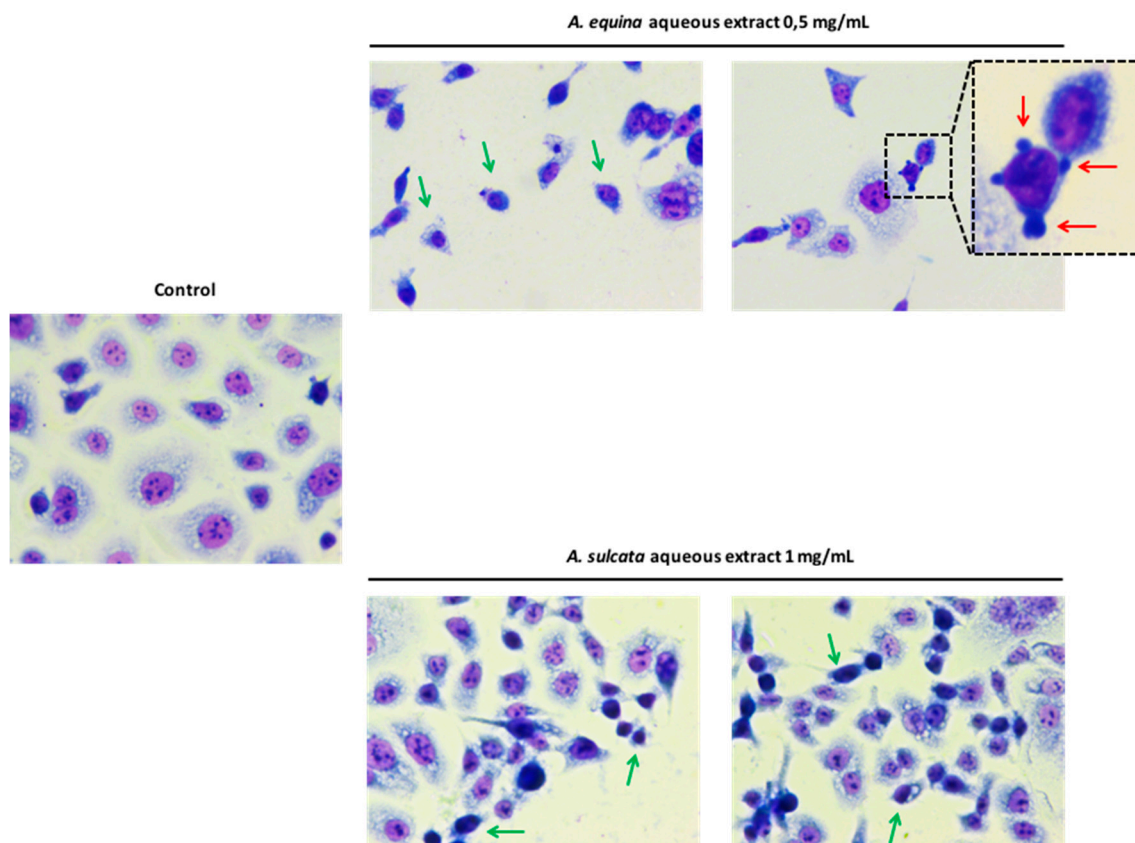 A. equina aqueous extract 0,5 mg/mL
Control
A. sulcata aqueous extract 1 mg/mL